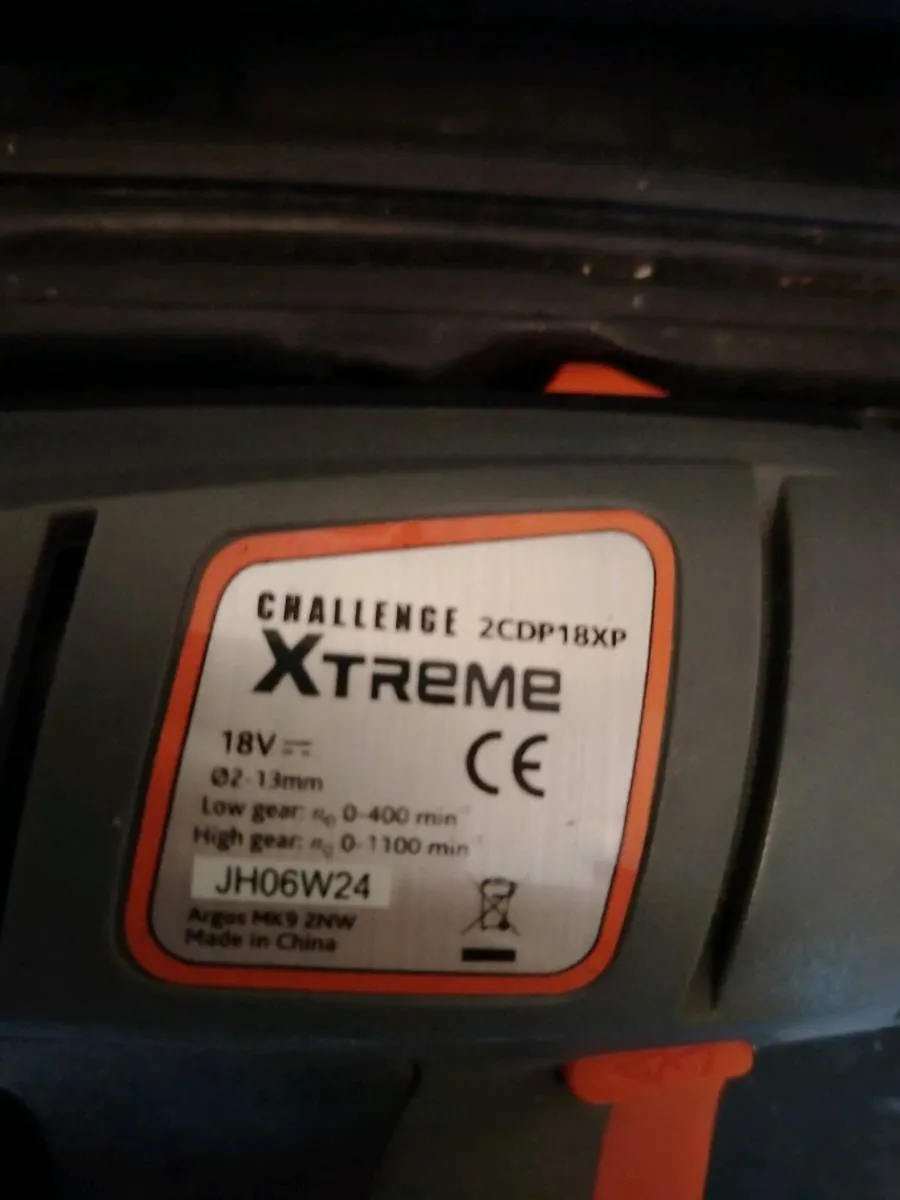 CHALLENGE 2CDP18XP
XTREME
18V
Ø2-13mm
Low gear: n₀ 0-400 min
High gear: n₀ 0-1100 min
CE
JH06W24
Argos MK9 2NW
Made in China